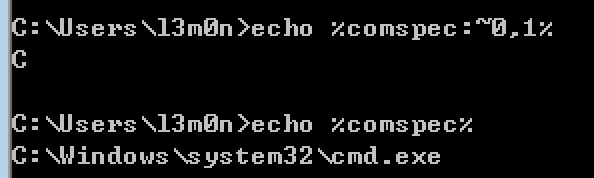 C:\Users\l3m0n>echo %comspec:~0,1%
C
C:\Users\l3m0n>echo %comspec%
C:\Windows\system32\cmd.exe